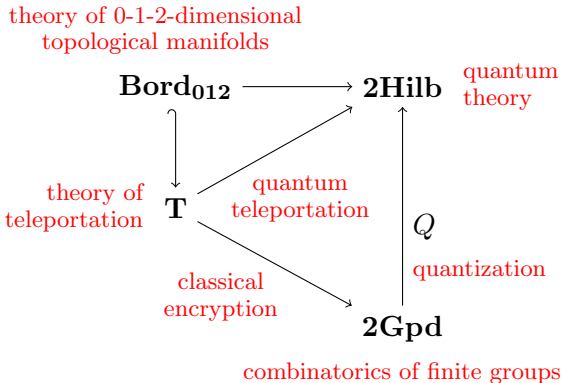 theory of 0-1-2-dimensional
topological manifolds
Bord₀₁₂
2Hilb
quantum
theory
theory of
teleportation
T
quantum
teleportation
Q
classical
encryption
quantization
2Gpd
combinatorics of finite groups